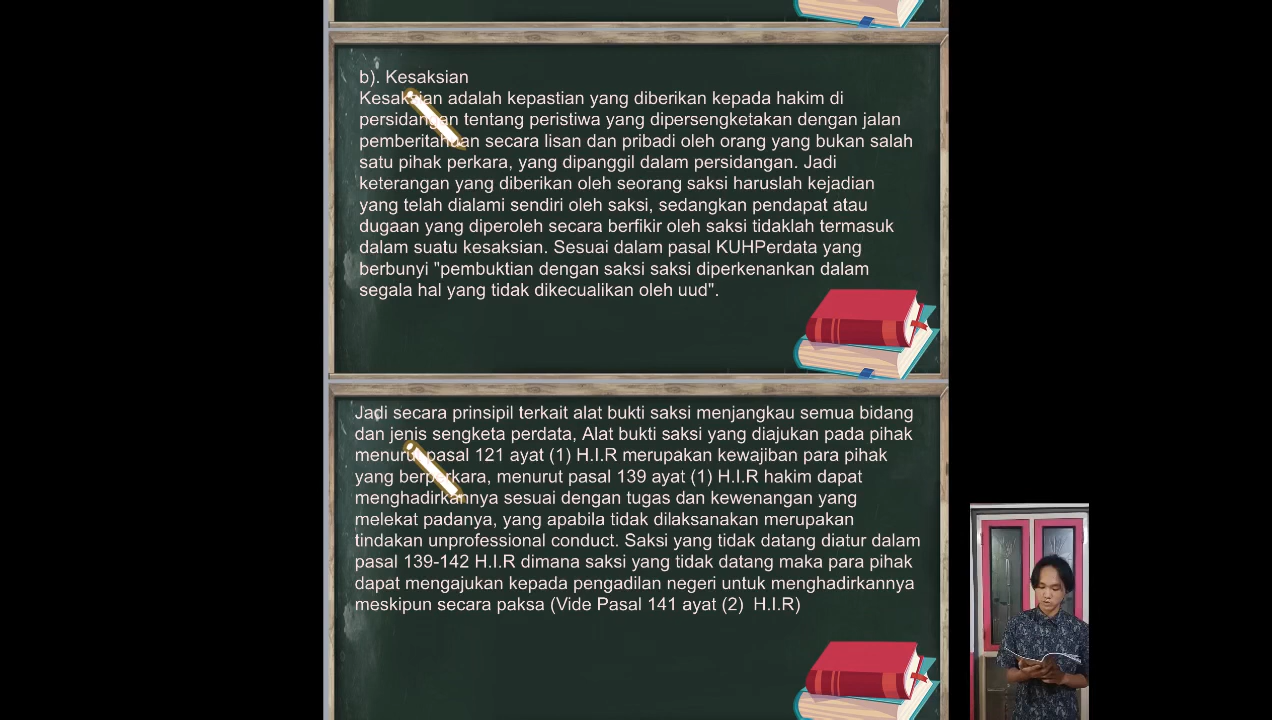 b). Kesaksian
Kesaksian adalah kepastian yang diberikan kepada hakim di
persidangan tentang peristiwa yang dipersengketakan dengan jalan
pemberitahuan secara lisan dan pribadi oleh orang yang bukan salah
satu pihak perkara, yang dipanggil dalam persidangan. Jadi
keterangan yang diberikan oleh seorang saksi haruslah kejadian
yang telah dialami sendiri oleh saksi, sedangkan pendapat atau
dugaan yang diperoleh secara berfikir oleh saksi tidaklah termasuk
dalam suatu kesaksian. Sesuai dalam pasal KUHPerdata yang
berbunyi "pembuktian dengan saksi saksi diperkenankan dalam
segala hal yang tidak dikecualikan oleh uud".
Jadi secara prinsipil terkait alat bukti saksi menjangkau semua bidang
dan jenis sengketa perdata, Alat bukti saksi yang diajukan pada pihak
menurut pasal 121 ayat (1) H.I.R merupakan kewajiban para pihak
yang berperkara, menurut pasal 139 ayat (1) H.I.R hakim dapat
menghadirkannya sesuai dengan tugas dan kewenangan yang
melekat padanya, yang apabila tidak dilaksanakan merupakan
tindakan unprofessional conduct. Saksi yang tidak datang diatur dalam
pasal 139-142 H.I.R dimana saksi yang tidak datang maka para pihak
dapat mengajukan kepada pengadilan negeri untuk menghadirkannya
meskipun secara paksa (Vide Pasal 141 ayat (2) H.I.R)